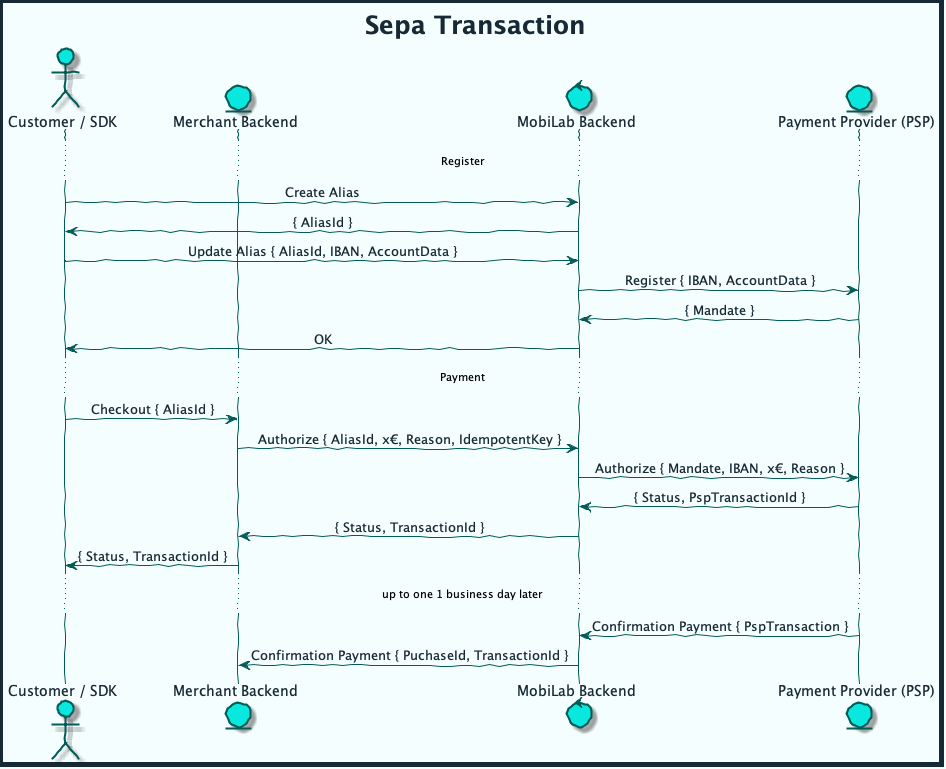 Sepa Transaction
Customer / SDK
Merchant Backend
MobiLab Backend
Payment Provider (PSP)
Register
Create Alias
{ AliasId }
Update Alias { AliasId, IBAN, AccountData }
Register { IBAN, AccountData }
{ Mandate }
OK
Payment
Checkout { AliasId }
Authorize { AliasId, x€, Reason, IdempotentKey }
Authorize { Mandate, IBAN, x€, Reason }
{ Status, PspTransactionId }
{ Status, TransactionId }
{ Status, TransactionId }
up to one 1 business day later
Confirmation Payment { PspTransaction }
Confirmation Payment { PuchaseId, TransactionId }
Customer / SDK
Merchant Backend
MobiLab Backend
Payment Provider (PSP)